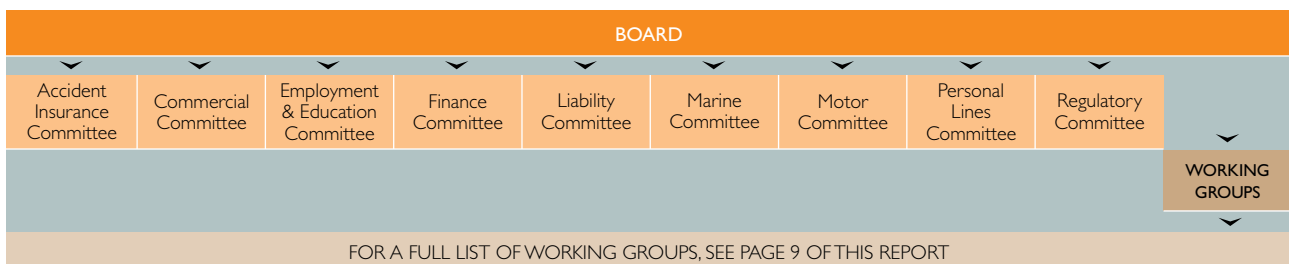 BOARD
Accident
Insurance
Committee
Commercial
Committee
Employment
& Education
Committee
Finance
Committee
Liability
Committee
Marine
Committee
Motor
Committee
Personal
Lines
Committee
Regulatory
Committee
WORKING
GROUPS
FOR A FULL LIST OF WORKING GROUPS, SEE PAGE 9 OF THIS REPORT